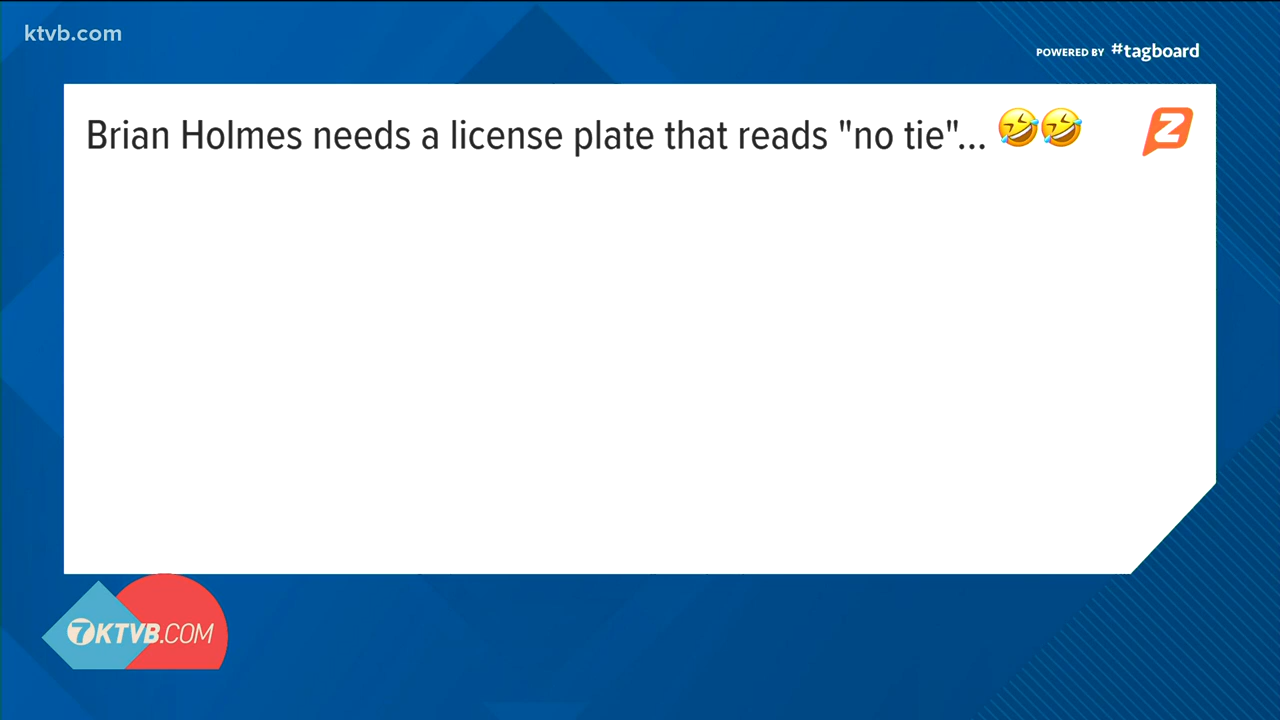 ktvb.com
POWERED BY #tagboard
Brian Holmes needs a license plate that reads "no tie"... 🤣🤣
Z
7KTVB.COM